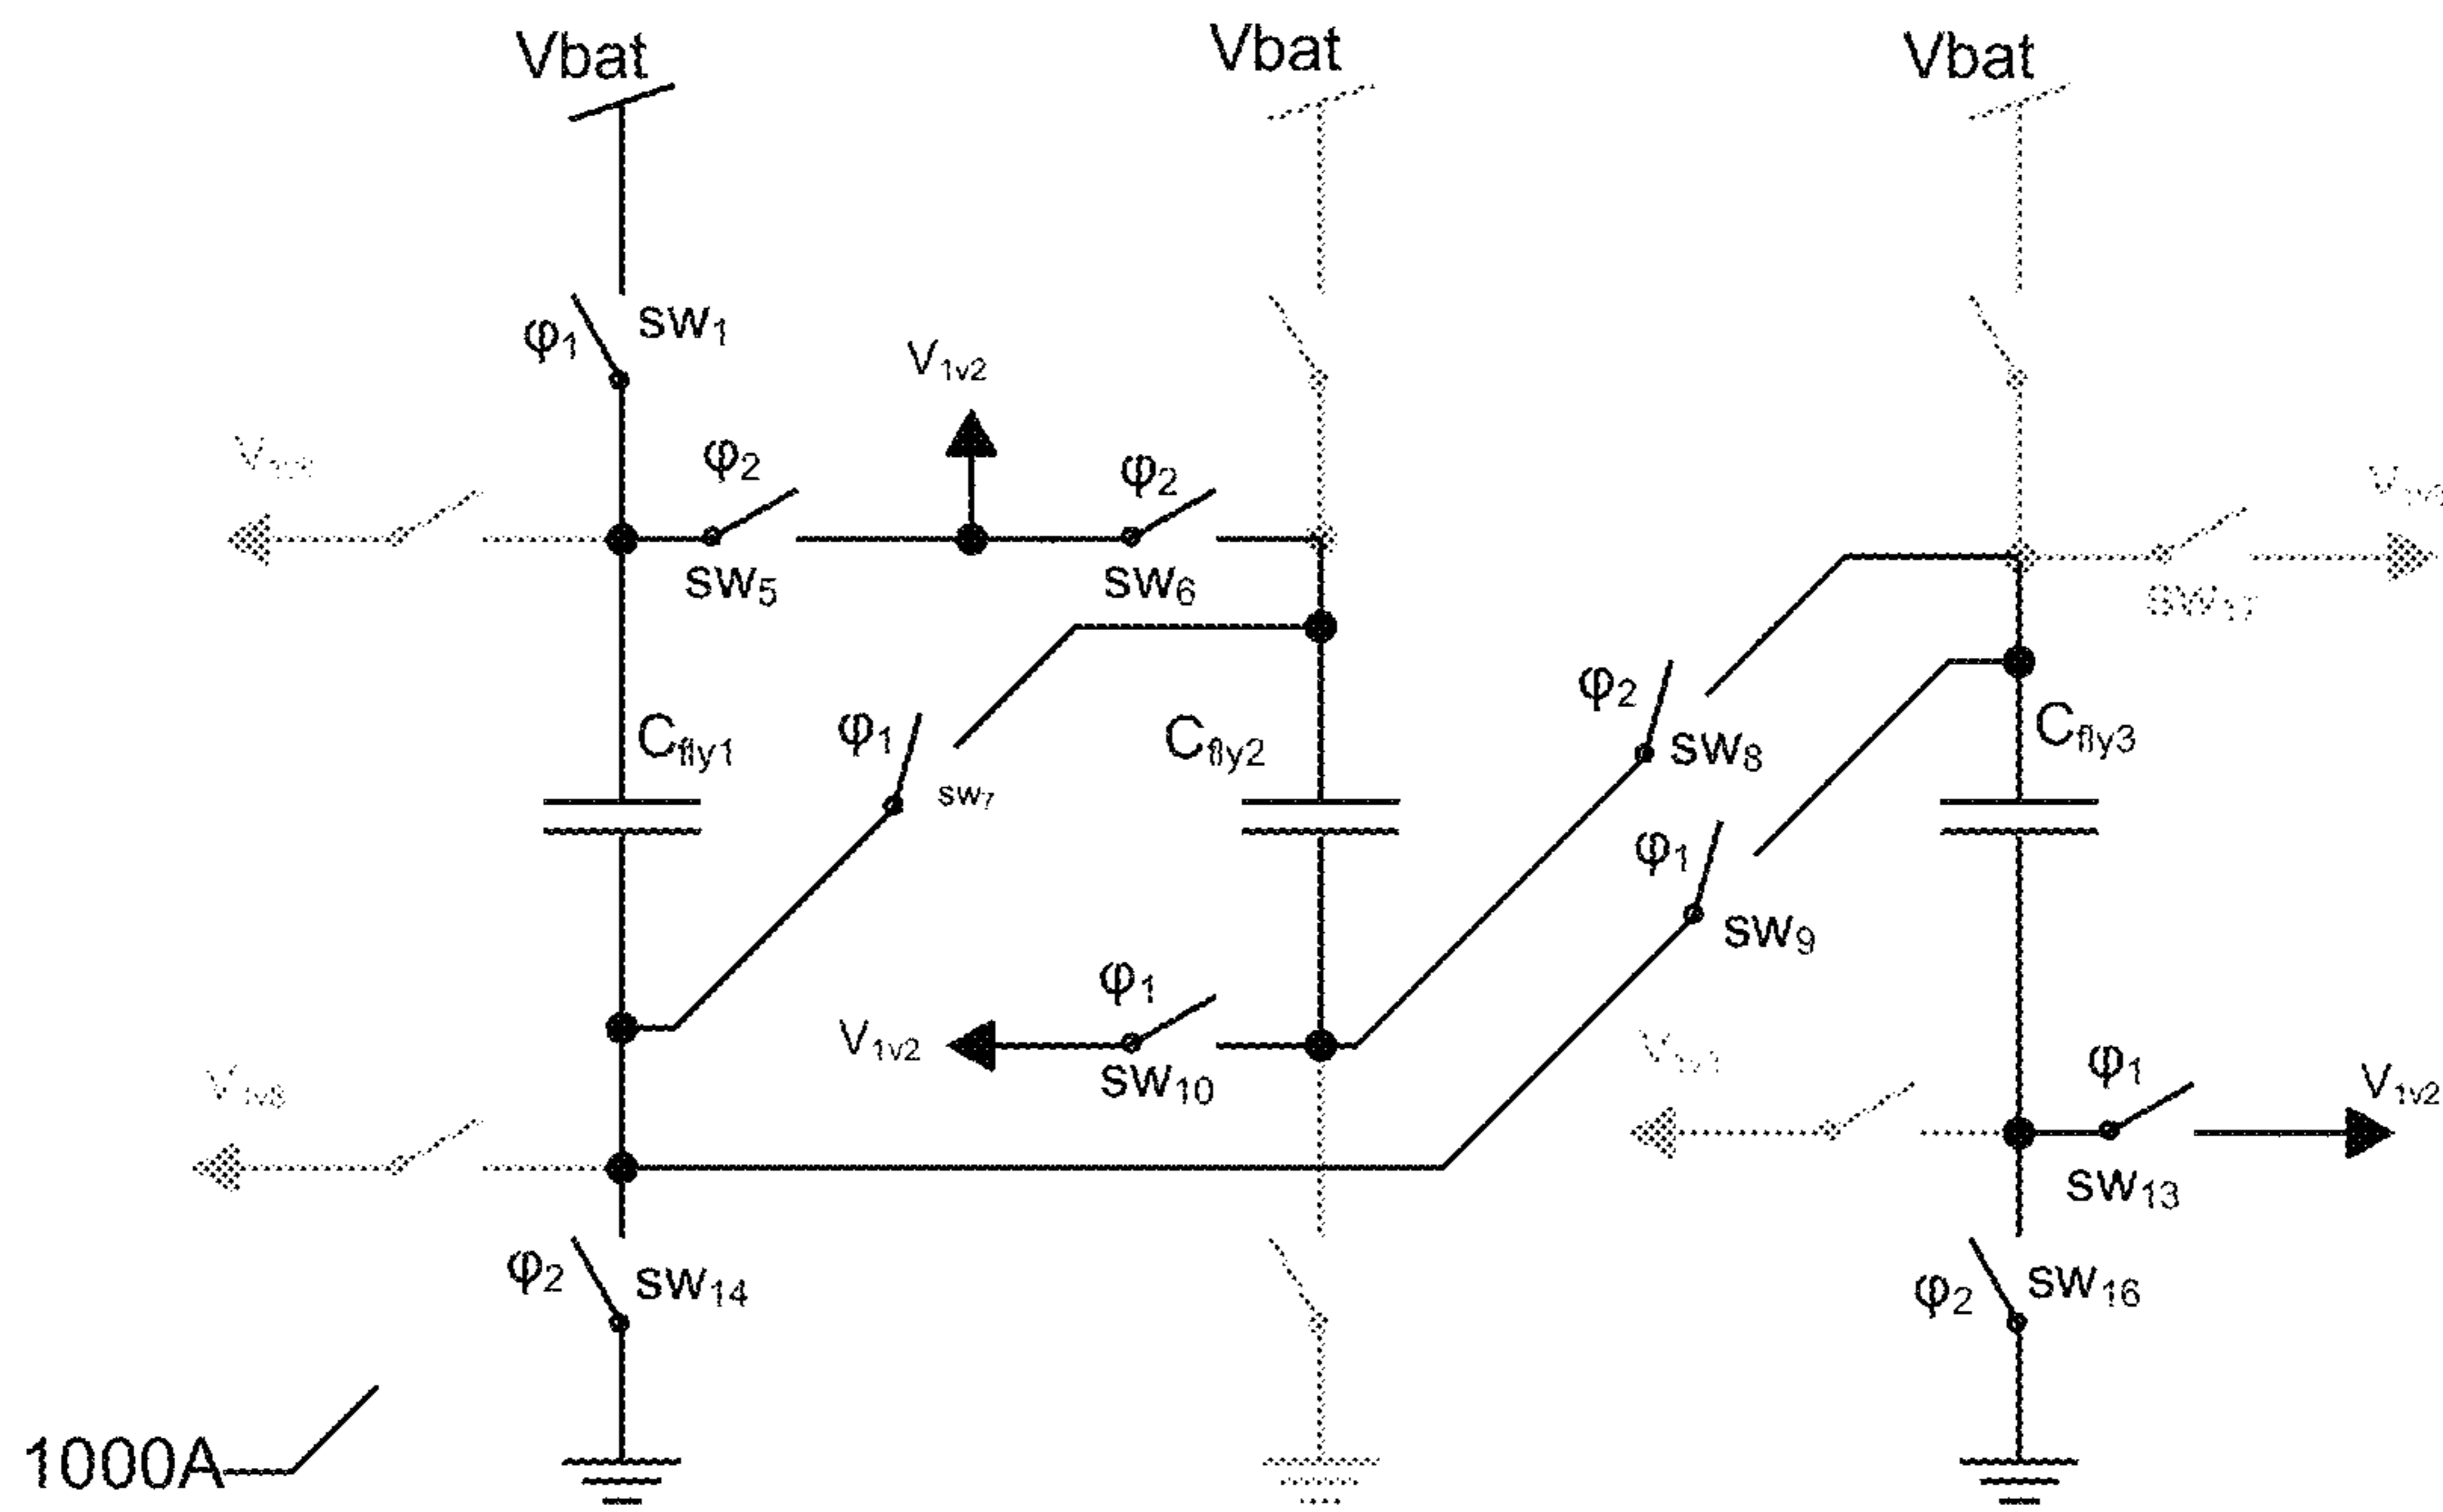 Vbat
Vbat
Vbat
φ1
sw1
V1v2
φ2
φ2
sw5
sw6
φ2
sw8
Cfly1
φ1
sw7
Cfly2
Cfly3
φ1
sw9
φ1
V1v2
sw10
V1v8
φ1
V1v2
sw13
φ2
sw14
φ2
sw16
1000A